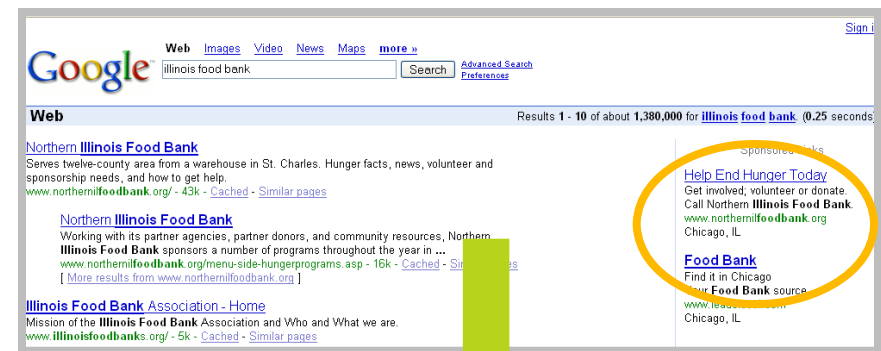 Sign i
Google
Web Images Video News Maps more »
illinois food bank Search Advanced Search
Preferences
Web Results 1 - 10 of about 1,380,000 for illinois food bank. (0.25 seconds)
Northern Illinois Food Bank
Serves twelve-county area from a warehouse in St. Charles. Hunger facts, news, volunteer and
sponsorship needs, and how to get help.
www.northernilfoodbank.org/ - 43k - Cached - Similar pages
Northern Illinois Food Bank
Working with its partner agencies, partner donors, and community resources, Northern
Illinois Food Bank sponsors a number of programs throughout the year in ...
www.northernilfoodbank.org/menu-side-hungerprograms.asp - 16k - Cached -
[ More results from www.northernilfoodbank.org ]
Illinois Food Bank Association - Home
Mission of the Illinois Food Bank Association and Who and What we are.
www.illinoisfoodbanks.org/ - 5k - Cached - Similar pages
Sponsored Links
Help End Hunger Today
Get involved; volunteer or donate.
Call Northern Illinois Food Bank.
www.northernilfoodbank.org
Chicago, IL
Food Bank
Find it in Chicago
Your Food Bank source
Chicago, IL